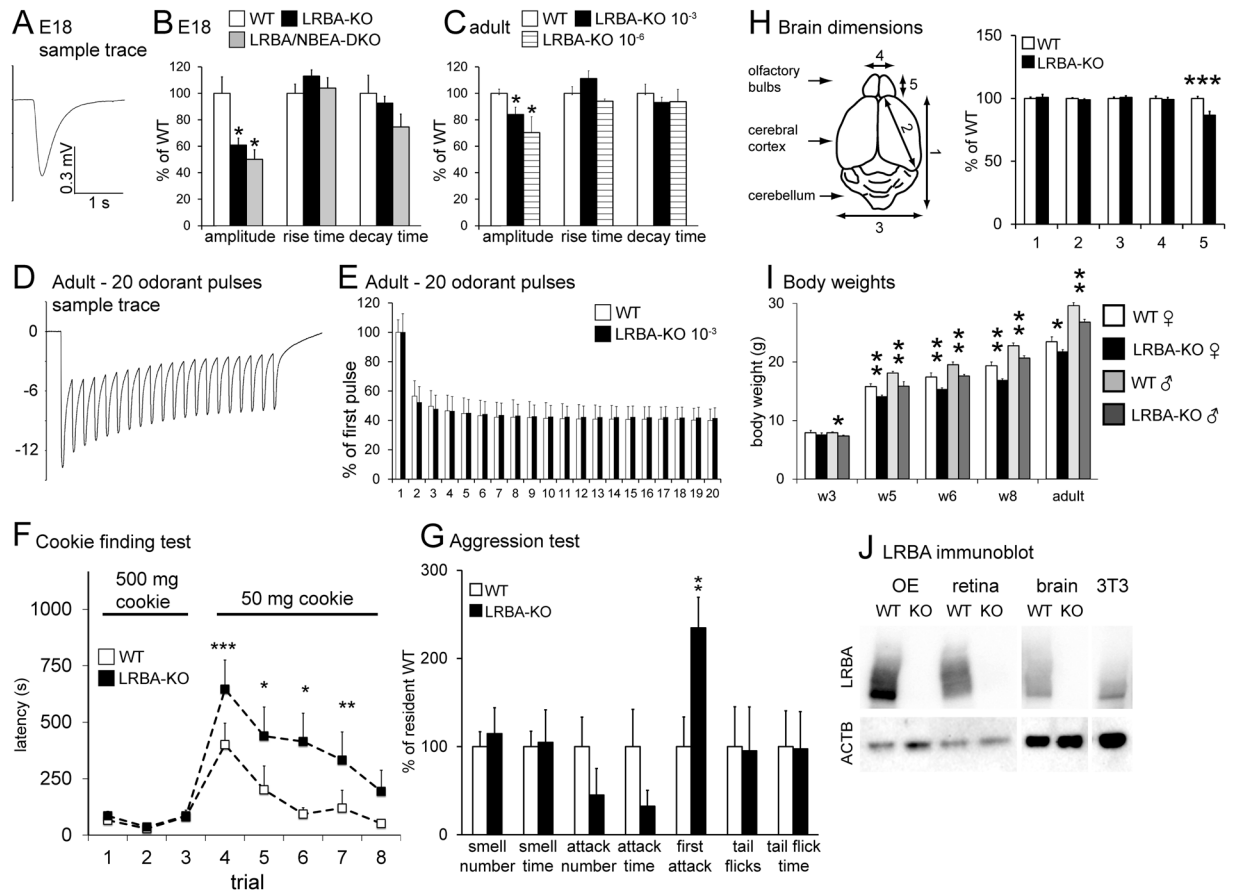 A E18
sample trace
0.3 mV
1 s
B E18
WT LRBA-KO
LRBA/NBEA-DKO
% of WT
120
100
80
60
40
20
0
* *
amplitude rise time decay time
C adult
WT LRBA-KO 10-3
LRBA-KO 10-6
% of WT
120
100
80
60
40
20
0
* *
amplitude rise time decay time
H Brain dimensions
olfactory
bulbs
cerebral
cortex
cerebellum
4
5
2
1
3
WT
LRBA-KO
% of WT
150
100
50
0
***
1 2 3 4 5
D Adult - 20 odorant pulses
sample trace
0
-6
-12
E Adult - 20 odorant pulses
WT
LRBA-KO 10-3
% of first pulse
120
100
80
60
40
20
0
1 2 3 4 5 6 7 8 9 10 11 12 13 14 15 16 17 18 19 20
I Body weights
body weight (g)
30
20
10
0
* ** ** ** ** ** ** * **
w3 w5 w6 w8 adult
WT ♀
LRBA-KO ♀
WT ♂
LRBA-KO ♂
F Cookie finding test
500 mg
cookie
50 mg cookie
WT
LRBA-KO
latency (s)
1000
750
500
250
0
*** * * **
1 2 3 4 5 6 7 8
trial
G Aggression test
WT
LRBA-KO
% of resident WT
300
200
100
0
**
smell
number
smell
time
attack
number
attack
time
first
attack
tail
flicks
tail flick
time
J LRBA immunoblot
OE retina brain 3T3
WT KO WT KO WT KO
LRBA
ACTB